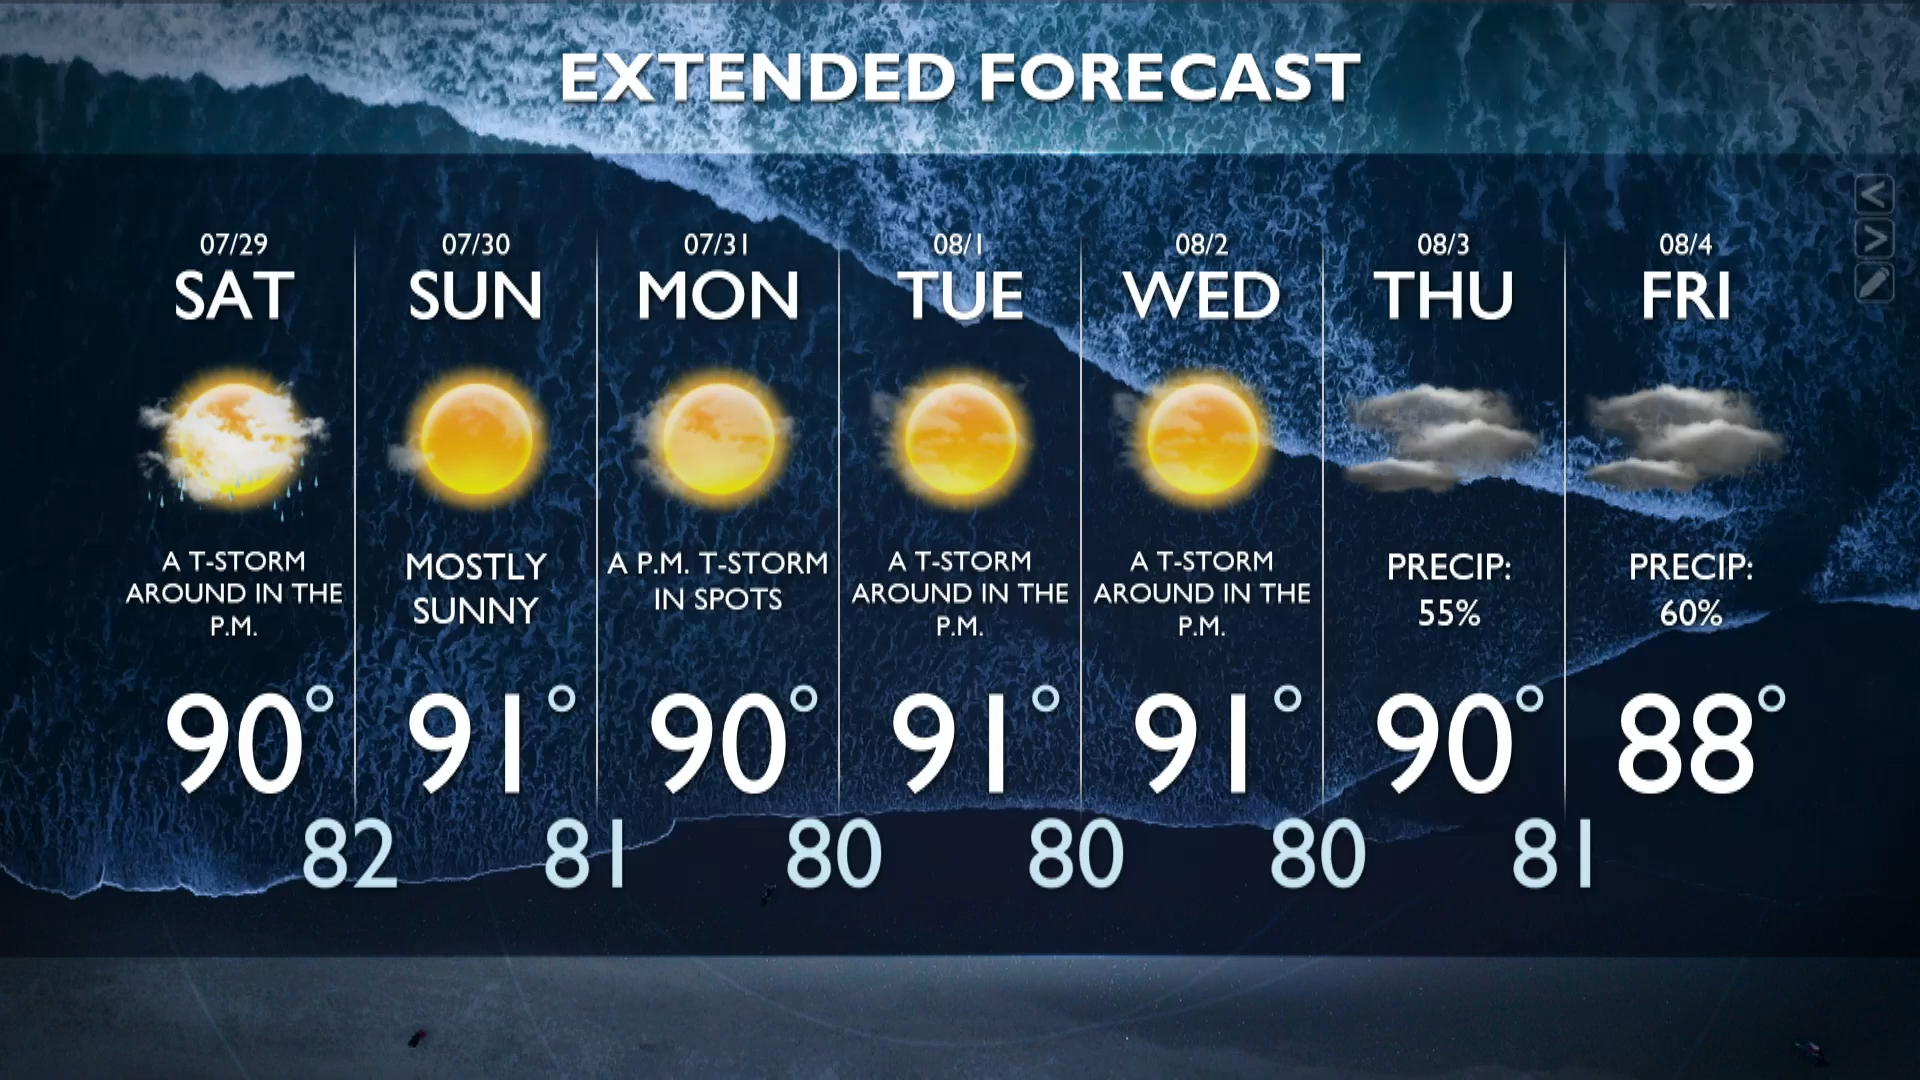 EXTENDED FORECAST
07/29
SAT
A T-STORM
AROUND IN THE
P.M.
90°
07/30
SUN
MOSTLY
SUNNY
91°
07/31
MON
A P.M. T-STORM
IN SPOTS
90°
08/1
TUE
A T-STORM
AROUND IN THE
P.M.
91°
08/2
WED
A T-STORM
AROUND IN THE
P.M.
91°
08/3
THU
PRECIP:
55%
90°
08/4
FRI
PRECIP:
60%
88°
82
81
80
80
80
81